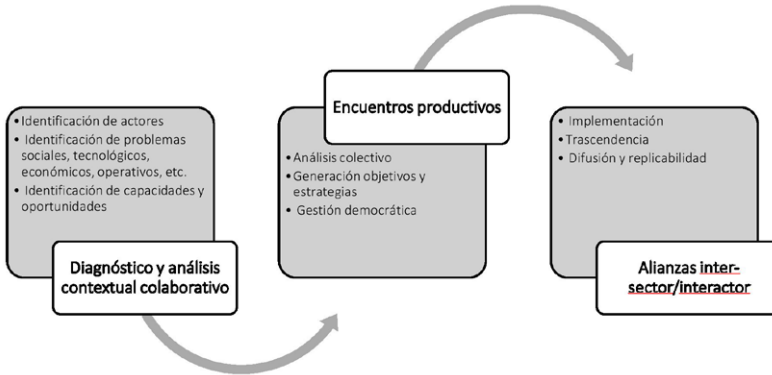 •Identificación de actores
• Identificación de problemas
sociales, tecnológicos,
económicos, operativos, etc.
• Identificación de capacidades y
oportunidades
Diagnóstico y análisis
contextual colaborativo
Encuentros productivos
•Análisis colectivo
•Generación objetivos y
estrategias
• Gestión democrática
• Implementación
•Trascendencia
• Difusión y replicabilidad
Alianzas inter-
sector/interactor